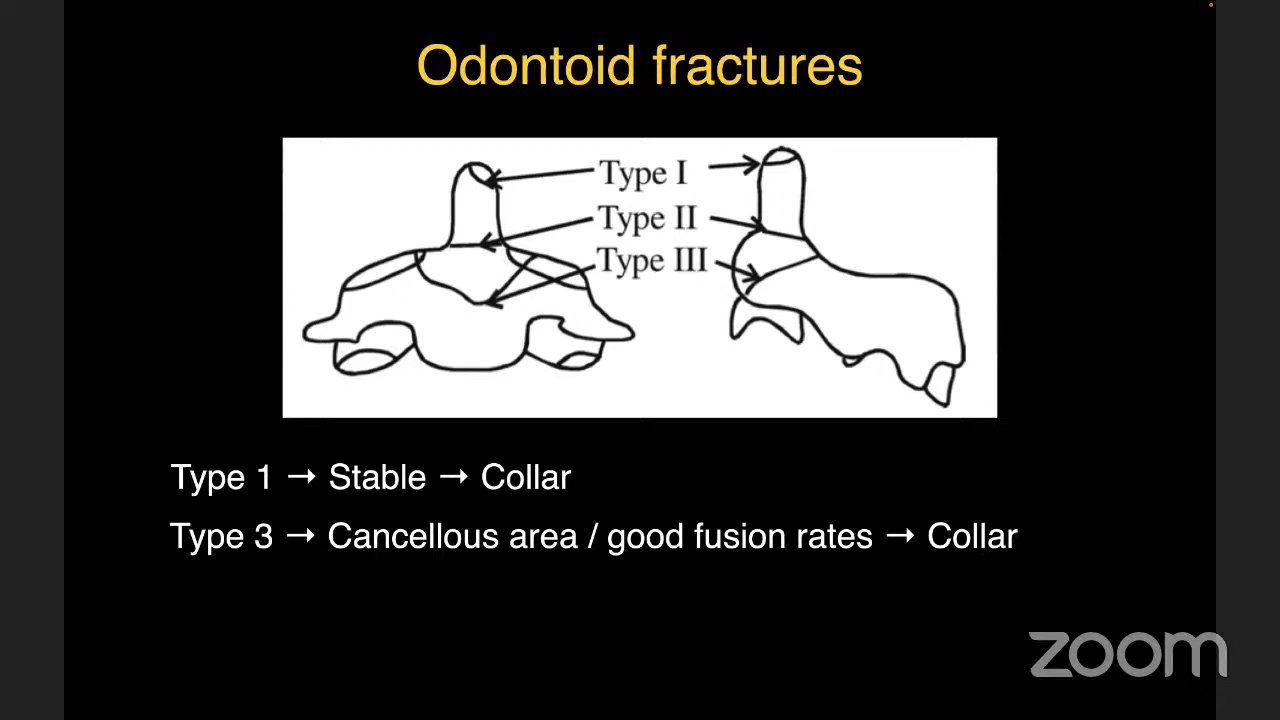 Odontoid fractures
Type I
Type II
Type III
Type 1 → Stable → Collar
Type 3 → Cancellous area / good fusion rates → Collar
zoom